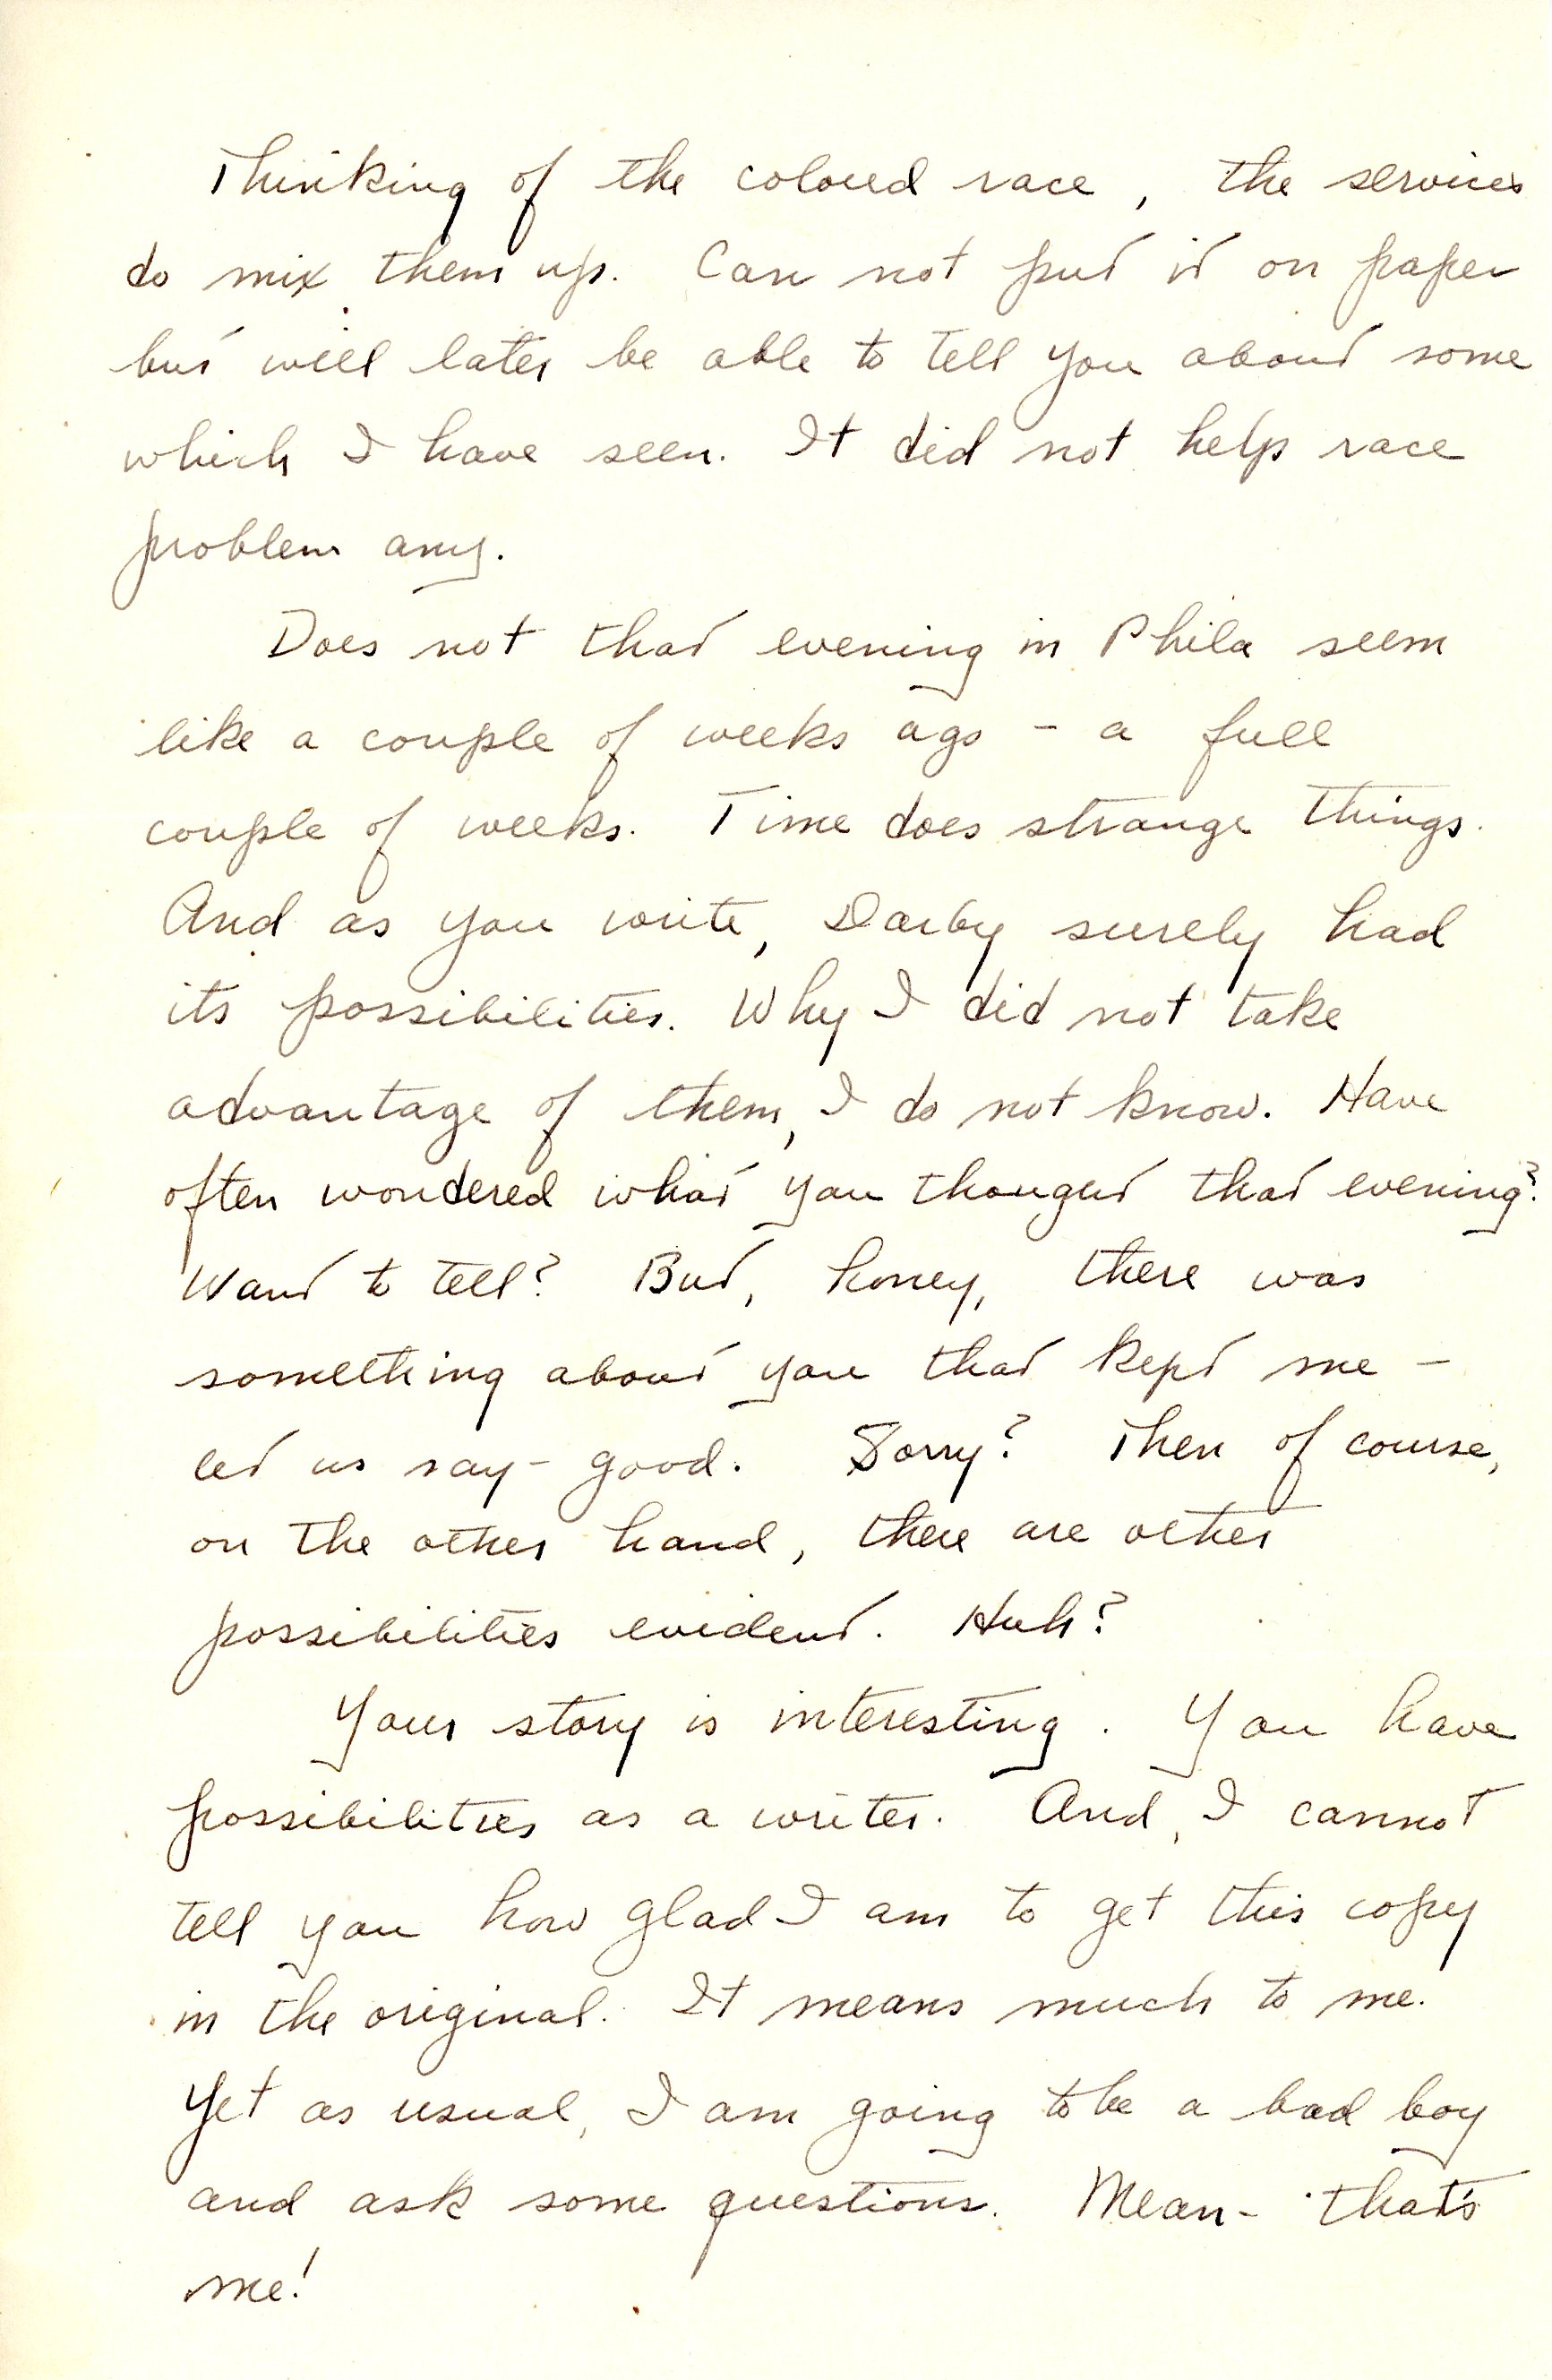 Thinking of the colored race, the services
do mix them up. Can not put it on paper
but will later be able to tell you about some
which I have seen. It did not help race
problem any.
Does not that evening in Phila seem
like a couple of weeks ago - a full
couple of weeks. Time does strange things.
And as you write, Darby surely had
its possibilities. Why I did not take
advantage of them, I do not know. Have
often wondered what you thought that evening?
Want to tell? But, honey, there was
something about you that kept me -
let us say - good. Sorry? Then of course,
on the other hand, there are other
possibilities evident. Huh?
Your story is interesting. You have
possibilities as a writer. And, I cannot
tell you how glad I am to get this copy
in the original. It means much to me.
Yet as usual, I am going to be a bad boy
and ask some questions. Mean - that's
me!